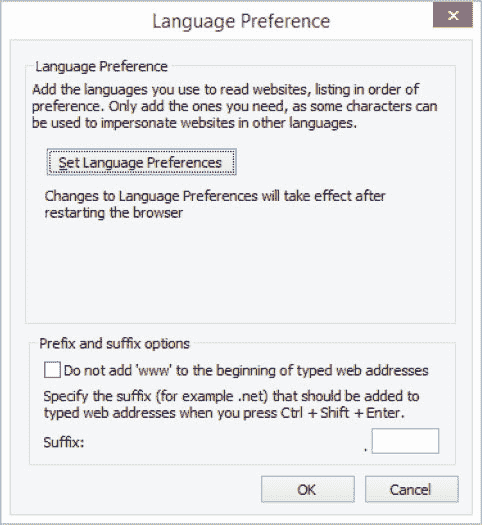 Language Preference
Language Preference
Add the languages you use to read websites, listing in order of
preference. Only add the ones you need, as some characters can
be used to impersonate websites in other languages.
Set Language Preferences
Changes to Language Preferences will take effect after
restarting the browser
Prefix and suffix options
Do not add 'www' to the beginning of typed web addresses
Specify the suffix (for example .net) that should be added to
typed web addresses when you press Ctrl + Shift + Enter.
Suffix: .
OK Cancel